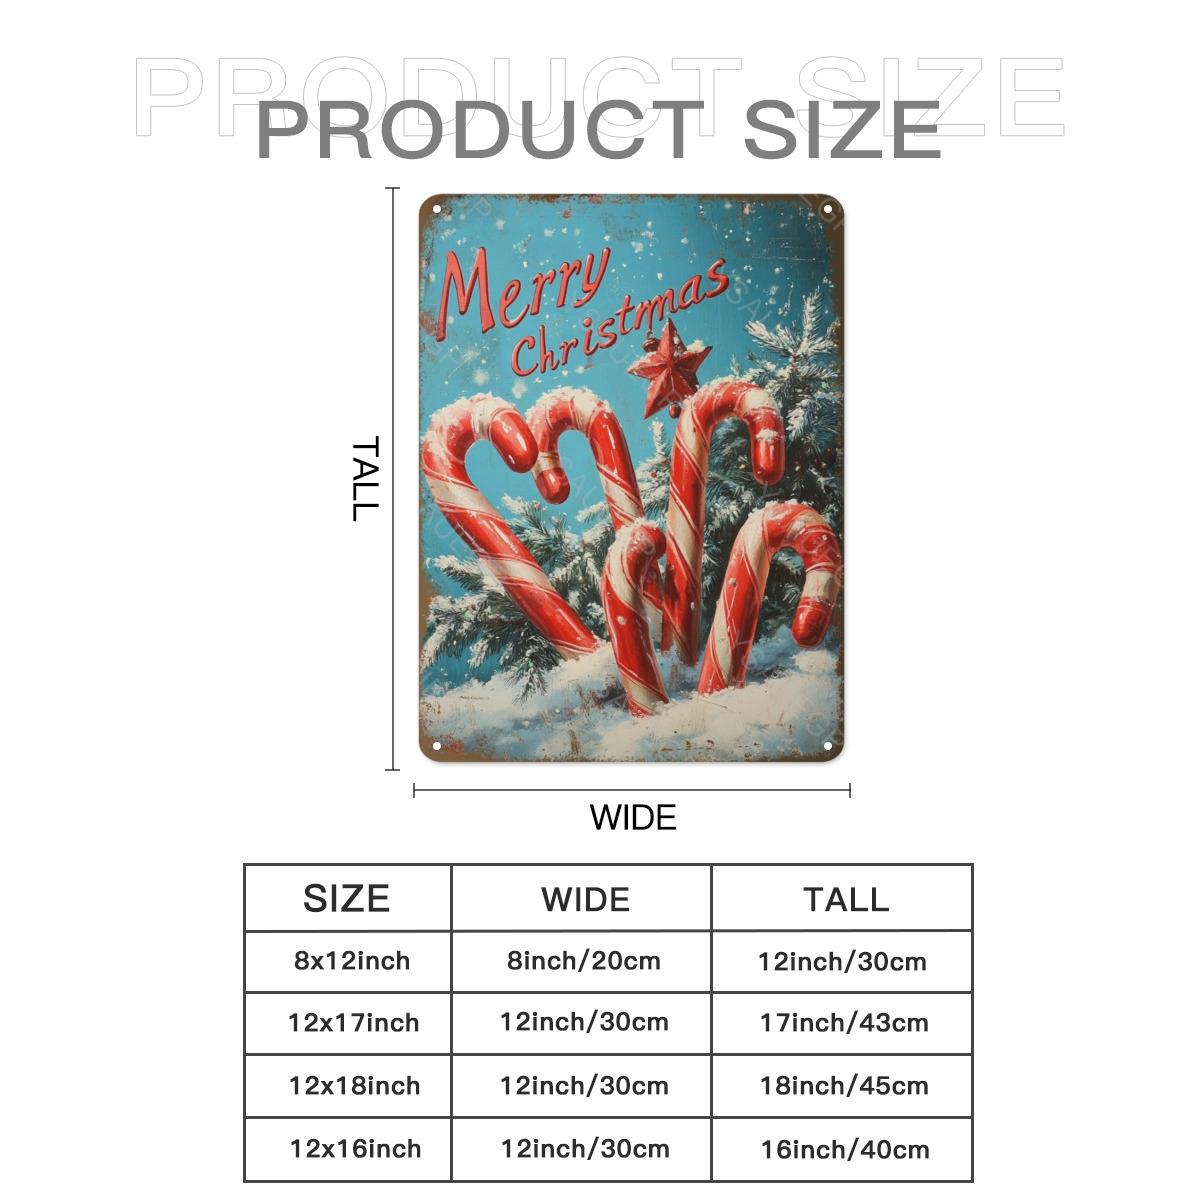 PRODUCT SIZE
PRODUCT SIZE
Merry
Christmas
TALL
WIDE
SIZE WIDE TALL
8x12inch 8inch/20cm 12inch/30cm
12x17inch 12inch/30cm 17inch/43cm
12x18inch 12inch/30cm 18inch/45cm
12x16inch 12inch/30cm 16inch/40cm